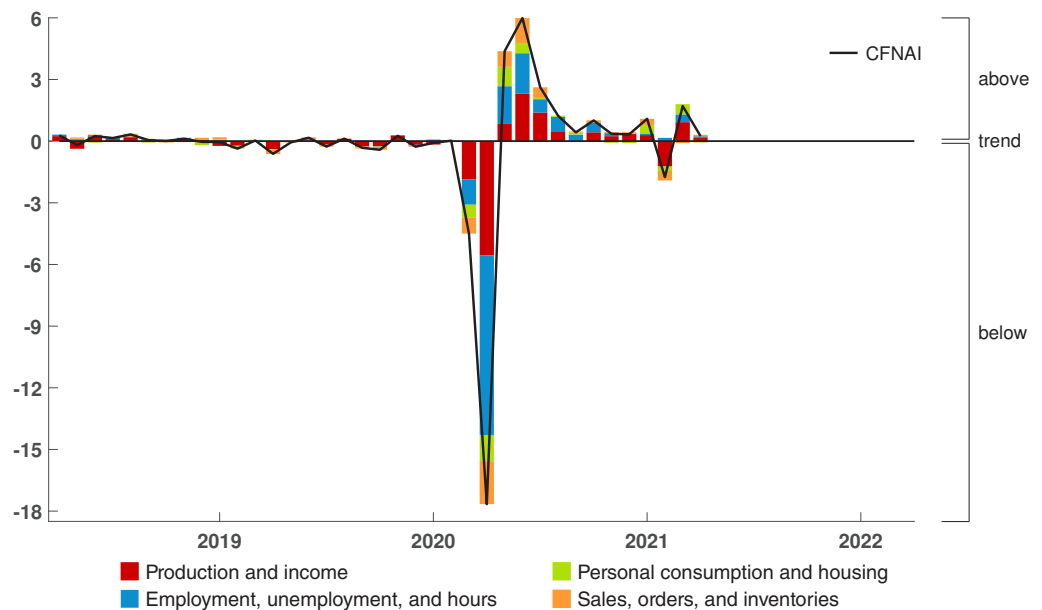 6
CFNAI
above
3
0
trend
-3
-6
below
-9
-12
-15
-18
2019 2020 2021 2022
Production and income Personal consumption and housing
Employment, unemployment, and hours Sales, orders, and inventories